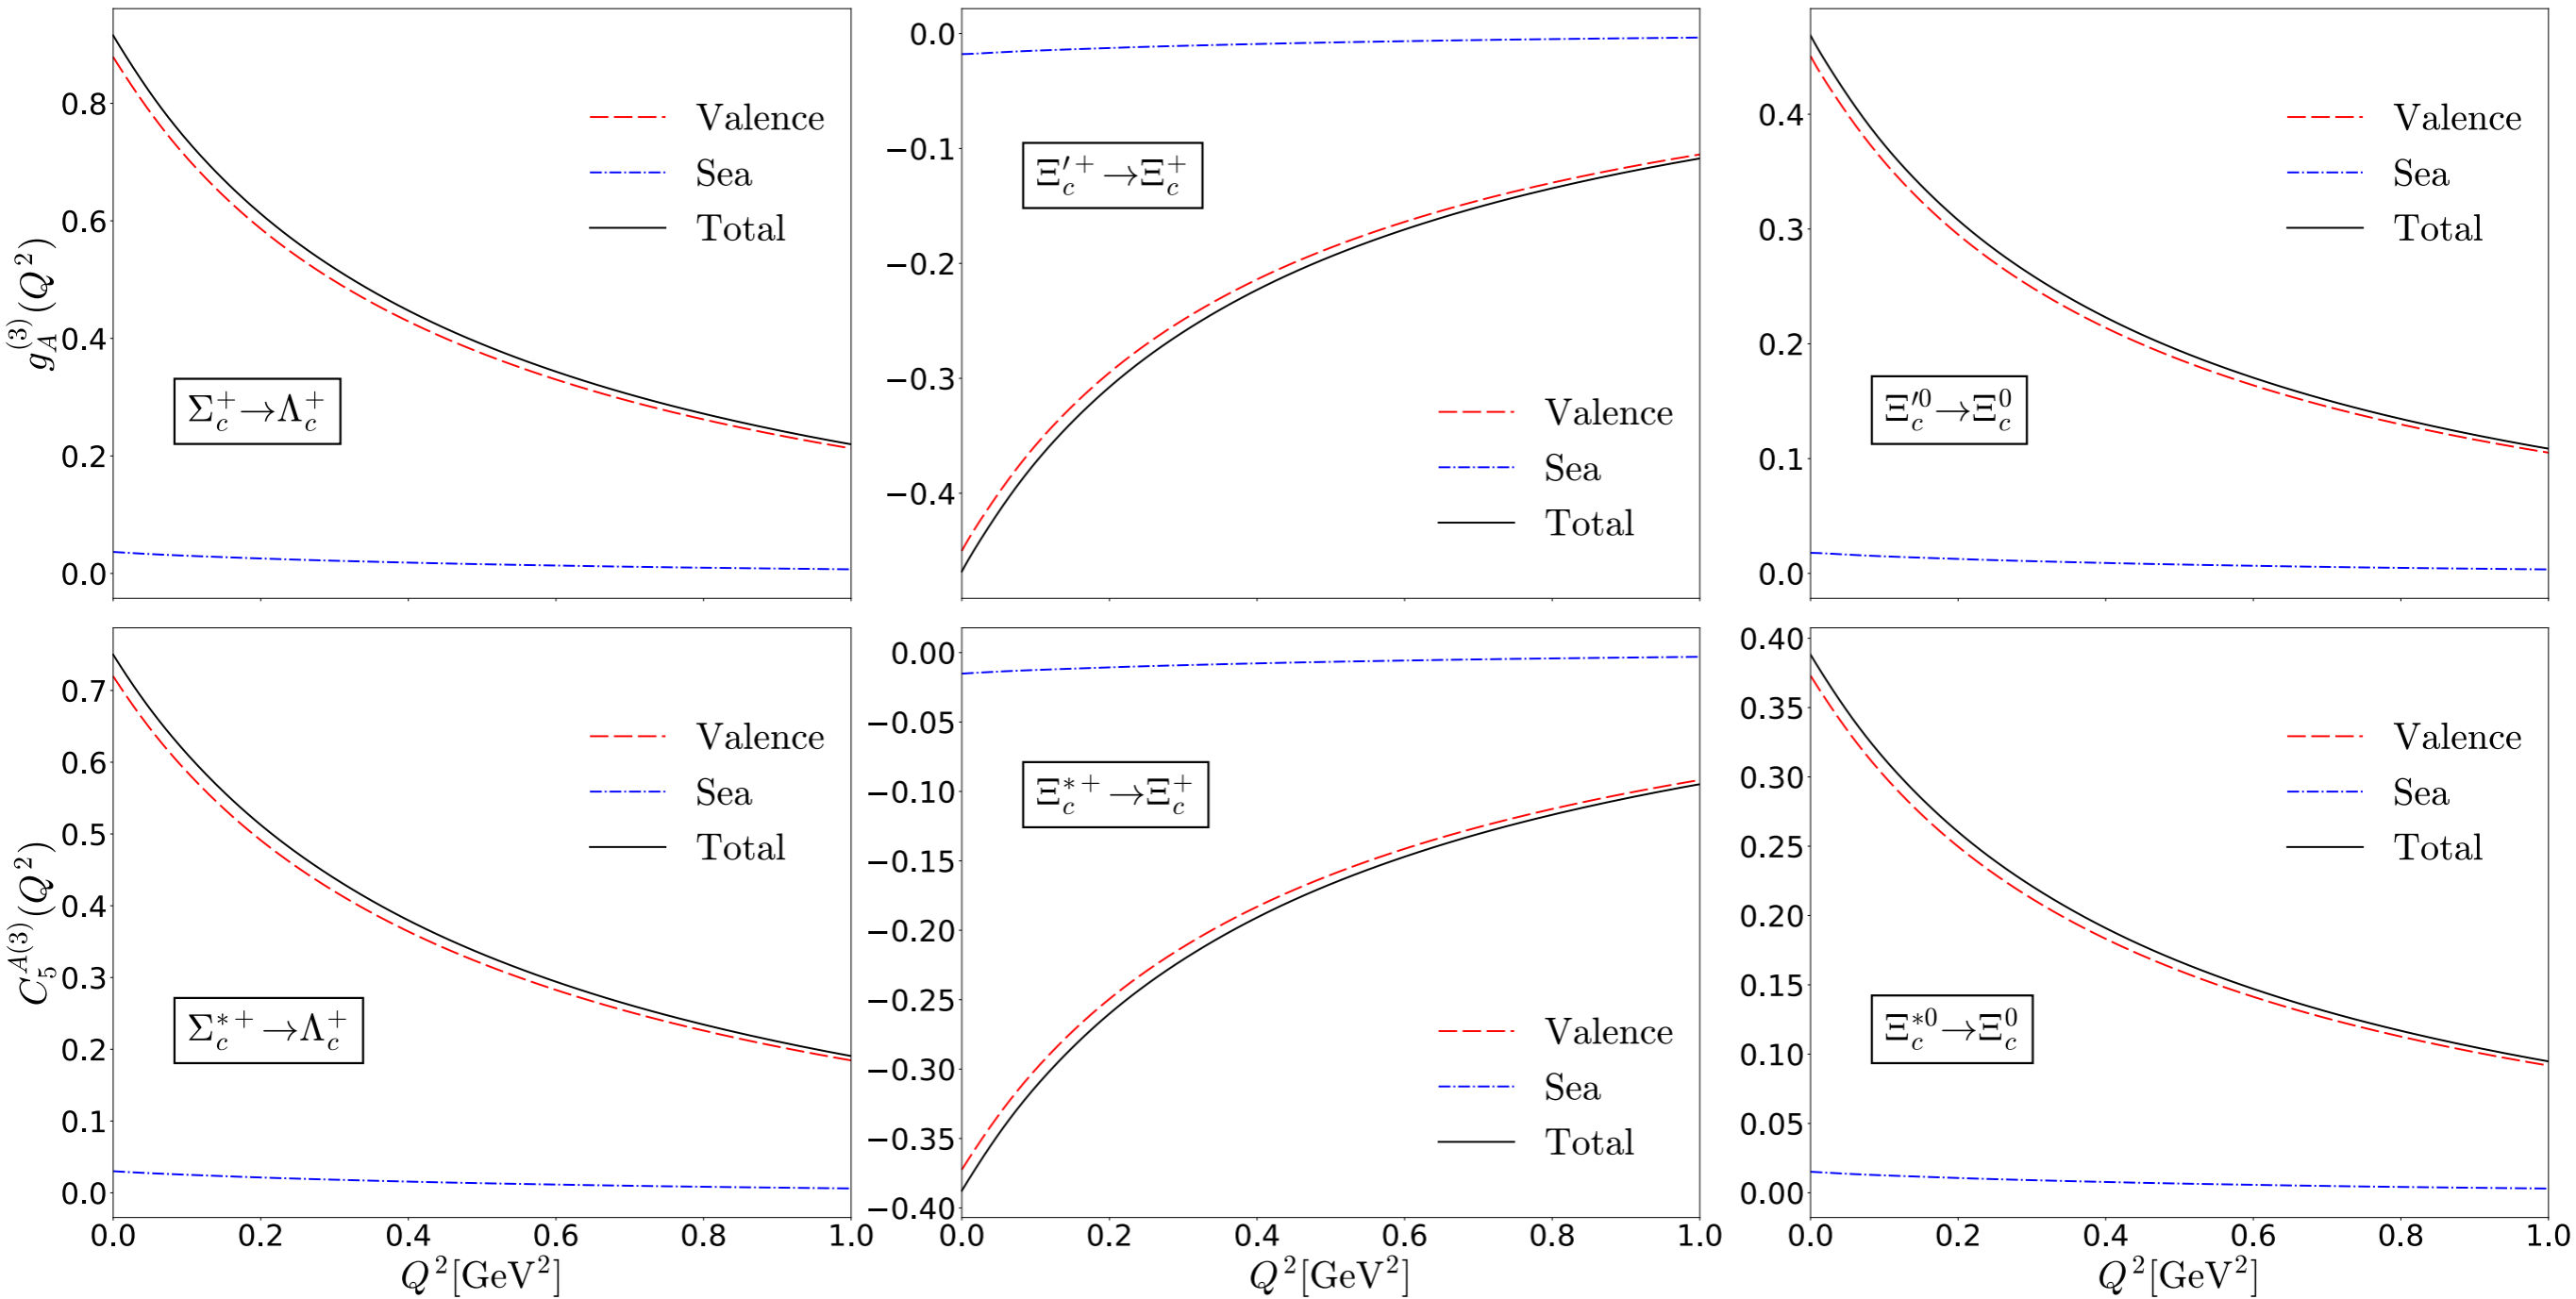 g_A^{(3)}(Q^2)
0.8
0.6
0.4
0.2
0.0
Valence
Sea
Total
Σ_c^+→Λ_c^+
0.0
−0.1
−0.2
−0.3
−0.4
Ξ_c^{′+}→Ξ_c^+
Valence
Sea
Total
0.4
0.3
0.2
0.1
0.0
Valence
Sea
Total
Ξ_c^{′0}→Ξ_c^0
C_5^{A(3)}(Q^2)
0.7
0.6
0.5
0.4
0.3
0.2
0.1
0.0
Valence
Sea
Total
Σ_c^{*+}→Λ_c^+
0.0 0.2 0.4 0.6 0.8 1.0
Q^2[GeV^2]
0.00
−0.05
−0.10
−0.15
−0.20
−0.25
−0.30
−0.35
−0.40
Ξ_c^{*+}→Ξ_c^+
Valence
Sea
Total
0.0 0.2 0.4 0.6 0.8 1.0
Q^2[GeV^2]
0.40
0.35
0.30
0.25
0.20
0.15
0.10
0.05
0.00
Valence
Sea
Total
Ξ_c^{*0}→Ξ_c^0
0.0 0.2 0.4 0.6 0.8 1.0
Q^2[GeV^2]